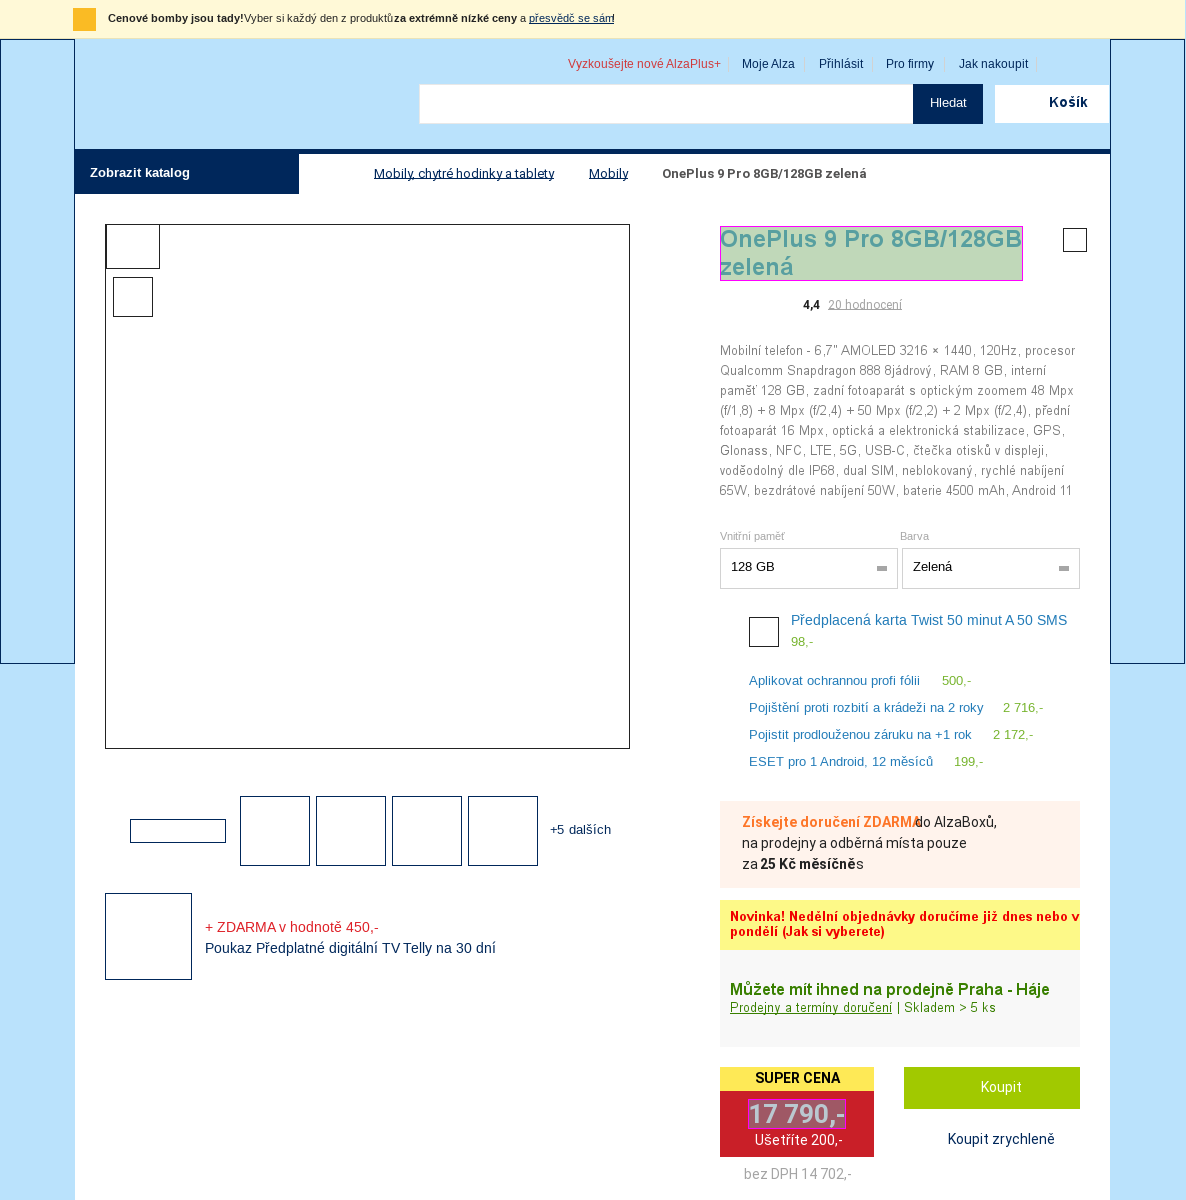 Cenové bomby jsou tady! Vyber si každý den z produktů za extrémně nízké ceny a přesvědč se sám!
Vyzkoušejte nové AlzaPlus+ Moje Alza Přihlásit Pro firmy Jak nakoupit
Hledat Košík
Zobrazit katalog Mobily, chytré hodinky a tablety Mobily OnePlus 9 Pro 8GB/128GB zelená
OnePlus 9 Pro 8GB/128GB
zelená
4,4 20 hodnocení
Mobilní telefon - 6,7" AMOLED 3216 × 1440, 120Hz, procesor
Qualcomm Snapdragon 888 8jádrový, RAM 8 GB, interní
paměť 128 GB, zadní fotoaparát s optickým zoomem 48 Mpx
(f/1,8) + 8 Mpx (f/2,4) + 50 Mpx (f/2,2) + 2 Mpx (f/2,4), přední
fotoaparát 16 Mpx, optická a elektronická stabilizace, GPS,
Glonass, NFC, LTE, 5G, USB-C, čtečka otisků v displeji,
voděodolný dle IP68, dual SIM, neblokovaný, rychlé nabíjení
65W, bezdrátové nabíjení 50W, baterie 4500 mAh, Android 11
Vnitřní paměť Barva
128 GB Zelená
Předplacená karta Twist 50 minut A 50 SMS
98,-
Aplikovat ochrannou profi fólii 500,-
Pojištění proti rozbití a krádeži na 2 roky 2 716,-
Pojistit prodlouženou záruku na +1 rok 2 172,-
ESET pro 1 Android, 12 měsíců 199,-
+5 dalších
+ ZDARMA v hodnotě 450,-
Poukaz Předplatné digitální TV Telly na 30 dní
Získejte doručení ZDARMA do AlzaBoxů,
na prodejny a odběrná místa pouze
za 25 Kč měsíčně s
Novinka! Nedělní objednávky doručíme již dnes nebo v
pondělí (Jak si vyberete)
Můžete mít ihned na prodejně Praha - Háje
Prodejny a termíny doručení | Skladem > 5 ks
SUPER CENA
17 790,-
Ušetříte 200,-
bez DPH 14 702,-
Koupit
Koupit zrychleně